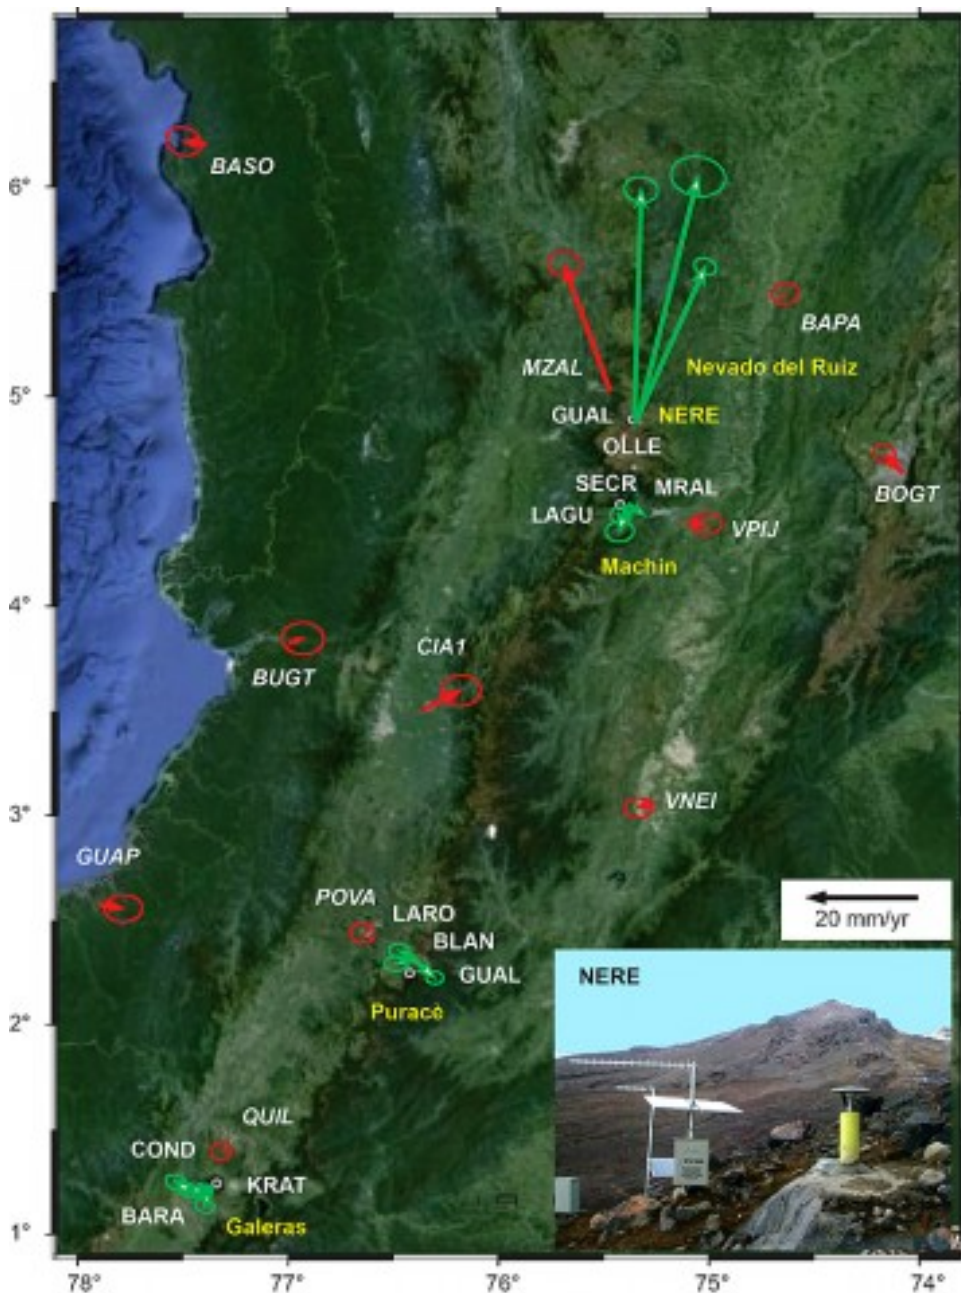 BASO
6°
BAPA
MZAL
Nevado del Ruiz
5°
GUAL
NERE
OLLE
SECR
MRAL
BOGT
LAGU
VPIJ
Machin
4°
CIA1
BUGT
3°
VNEI
GUAP
POVA
LARO
20 mm/yr
BLAN
GUAL
NERE
Puracè
2°
QUIL
COND
KRAT
BARA
Galeras
1°
78°
77°
76°
75°
74°